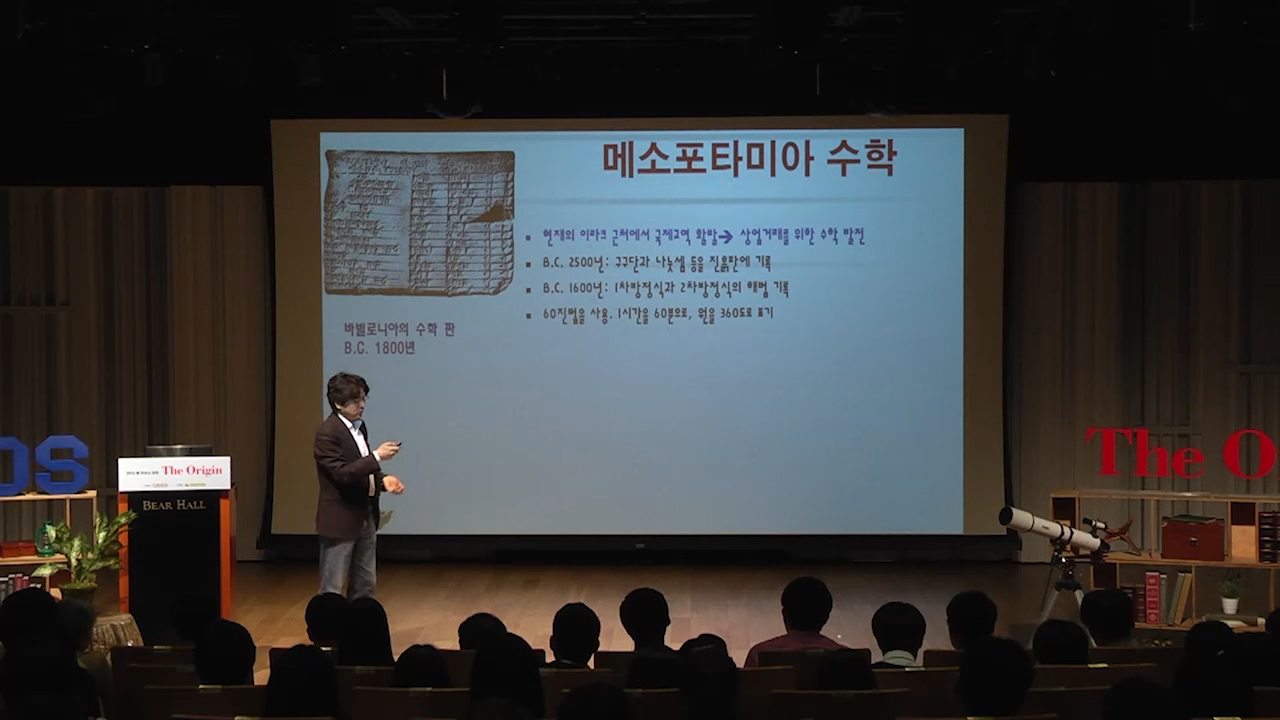 메소포타미아 수학
현재의 이라크 근처에서 국제교역 활발➔ 상업거래를 위한 수학 발전
B.C. 2500년: 구구단과 나눗셈 등을 진흙판에 기록
B.C. 1600년: 1차방정식과 2차방정식의 해법 기록
60진법을 사용. 1시간을 60분으로, 원을 360도로 표기
바빌로니아의 수학 판
B.C. 1800년
OS
The Origin
BEAR HALL
The O